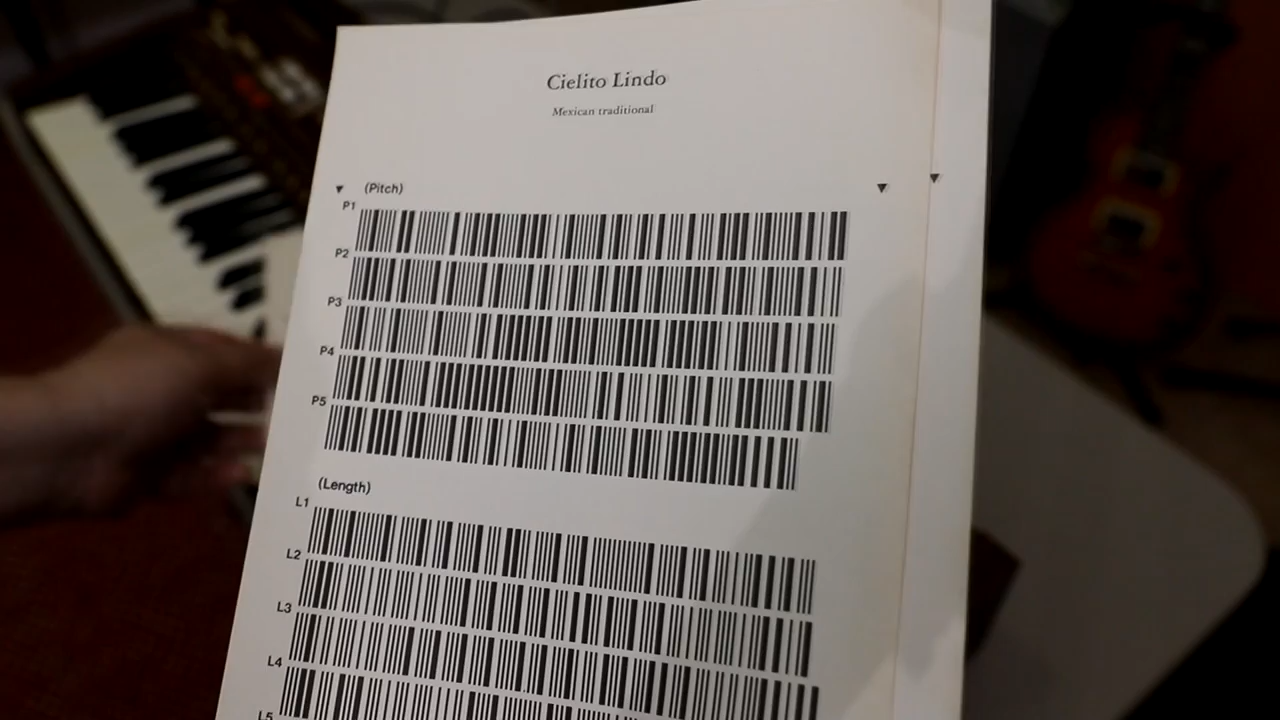 Cielito Lindo
Mexican traditional
(Pitch)
P1
P2
P3
P4
P5
(Length)
L1
L2
L3
L4
L5